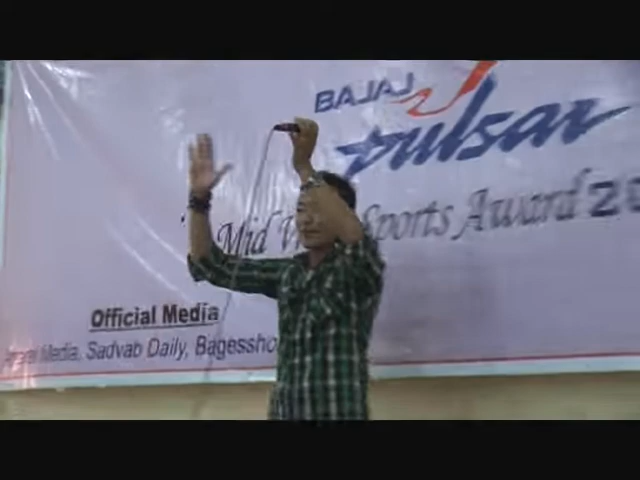 BAJAJ
pulsar
Mid Sports Award 20
Official Media
Media, Sadvab Daily, Bagessho